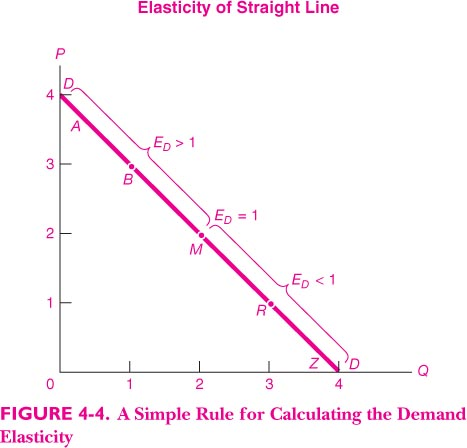 Elasticity of Straight Line
P
D
4
A
E_D > 1
3
B
E_D = 1
2
M
E_D < 1
1
R
Z
D
Q
0
0 1 2 3 4
FIGURE 4-4. A Simple Rule for Calculating the Demand
Elasticity